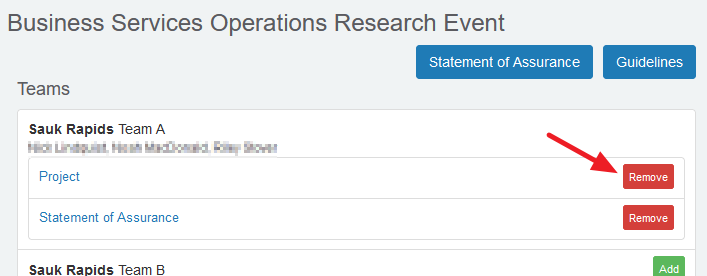 Business Services Operations Research Event
Statement of Assurance Guidelines
Teams
Sauk Rapids Team A
Project Remove
Statement of Assurance Remove
Sauk Rapids Team B Add